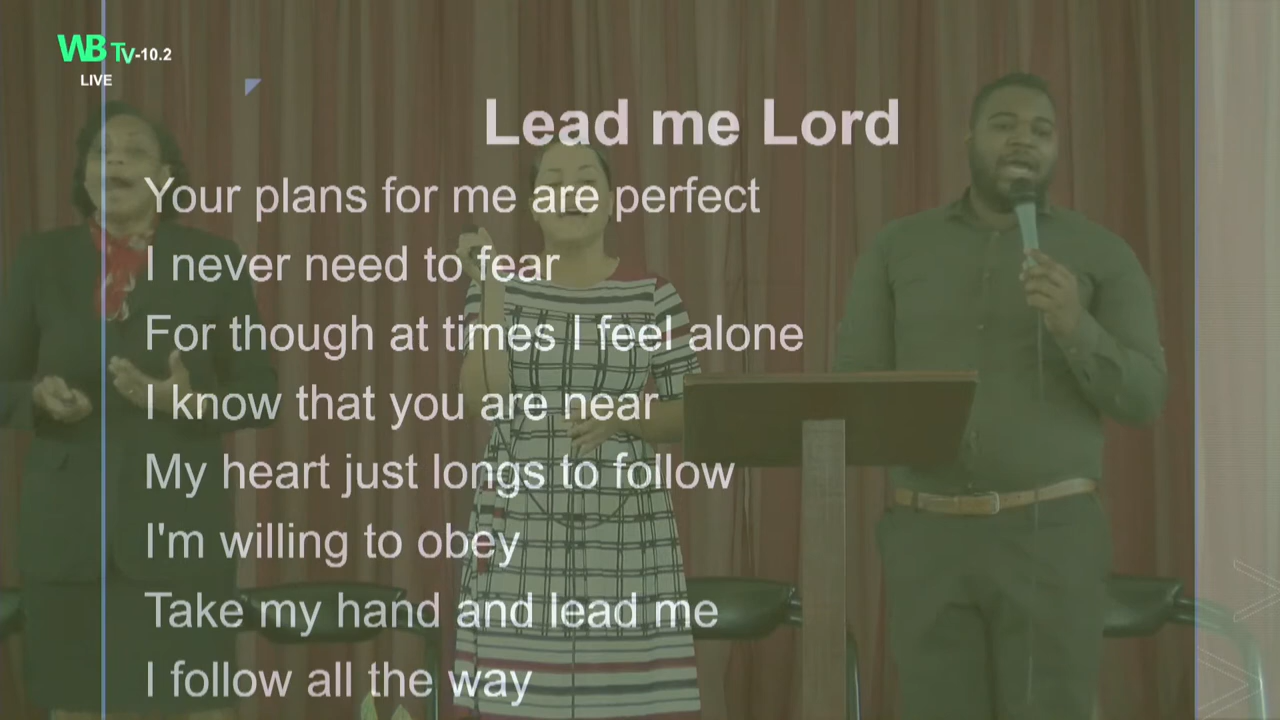 WB TV-10.2
LIVE
Lead me Lord
Your plans for me are perfect
I never need to fear
For though at times I feel alone
I know that you are near
My heart just longs to follow
I'm willing to obey
Take my hand and lead me
I follow all the way